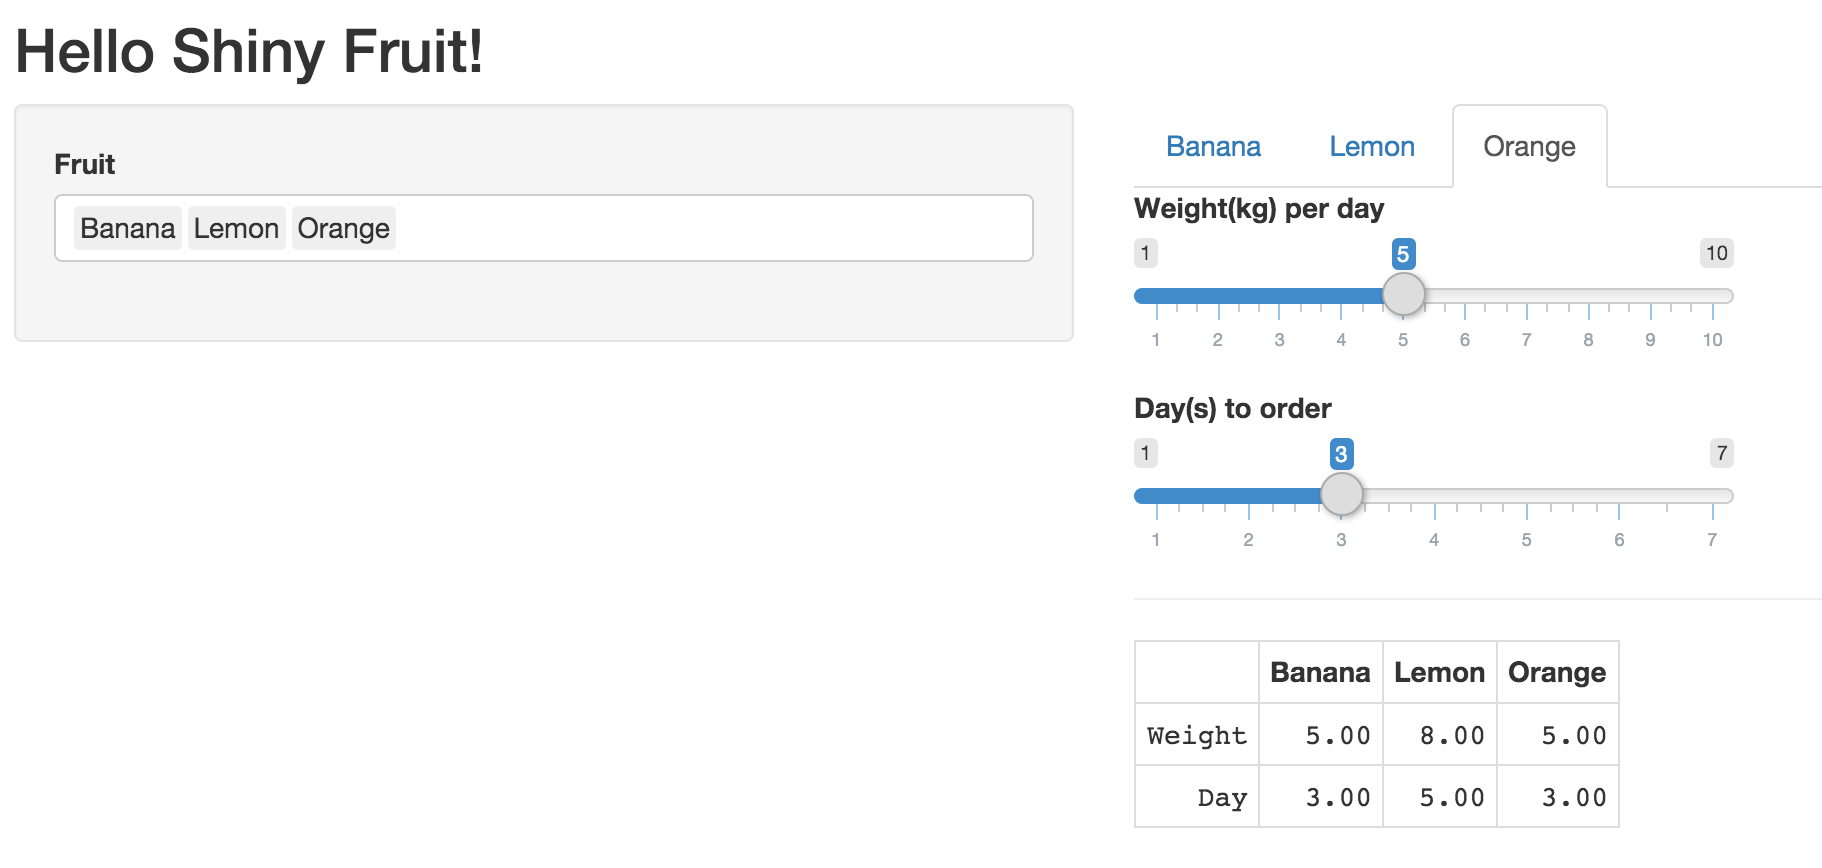 Hello Shiny Fruit!
Fruit
Banana Lemon Orange
Banana Lemon Orange
Weight(kg) per day
1 5 10
1 2 3 4 5 6 7 8 9 10
Day(s) to order
1 3 7
1 2 3 4 5 6 7
Banana Lemon Orange
Weight 5.00 8.00 5.00
Day 3.00 5.00 3.00